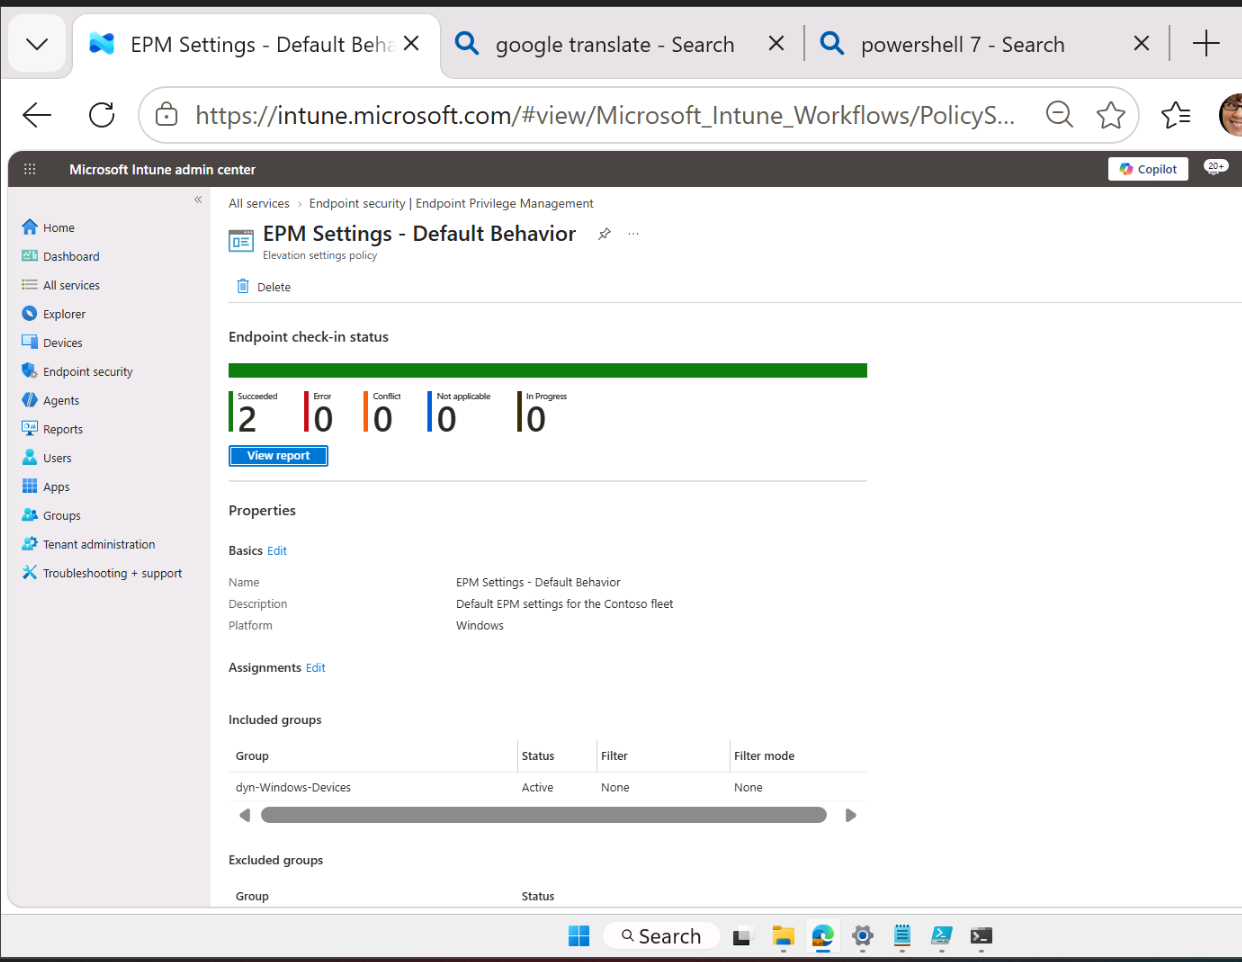 EPM Settings - Default Beha
google translate - Search
powershell 7 - Search
https://intune.microsoft.com/#view/Microsoft_Intune_Workflows/PolicyS...
Microsoft Intune admin center
Copilot
20+
All services › Endpoint security | Endpoint Privilege Management
EPM Settings - Default Behavior
Elevation settings policy
Delete
Home
Dashboard
All services
Explorer
Devices
Endpoint security
Agents
Reports
Users
Apps
Groups
Tenant administration
Troubleshooting + support
Endpoint check-in status
Succeeded Error Conflict Not applicable In Progress
2 0 0 0 0
View report
Properties
Basics Edit
Name EPM Settings - Default Behavior
Description Default EPM settings for the Contoso fleet
Platform Windows
Assignments Edit
Included groups
Group Status Filter Filter mode
dyn-Windows-Devices Active None None
Excluded groups
Group Status
Search